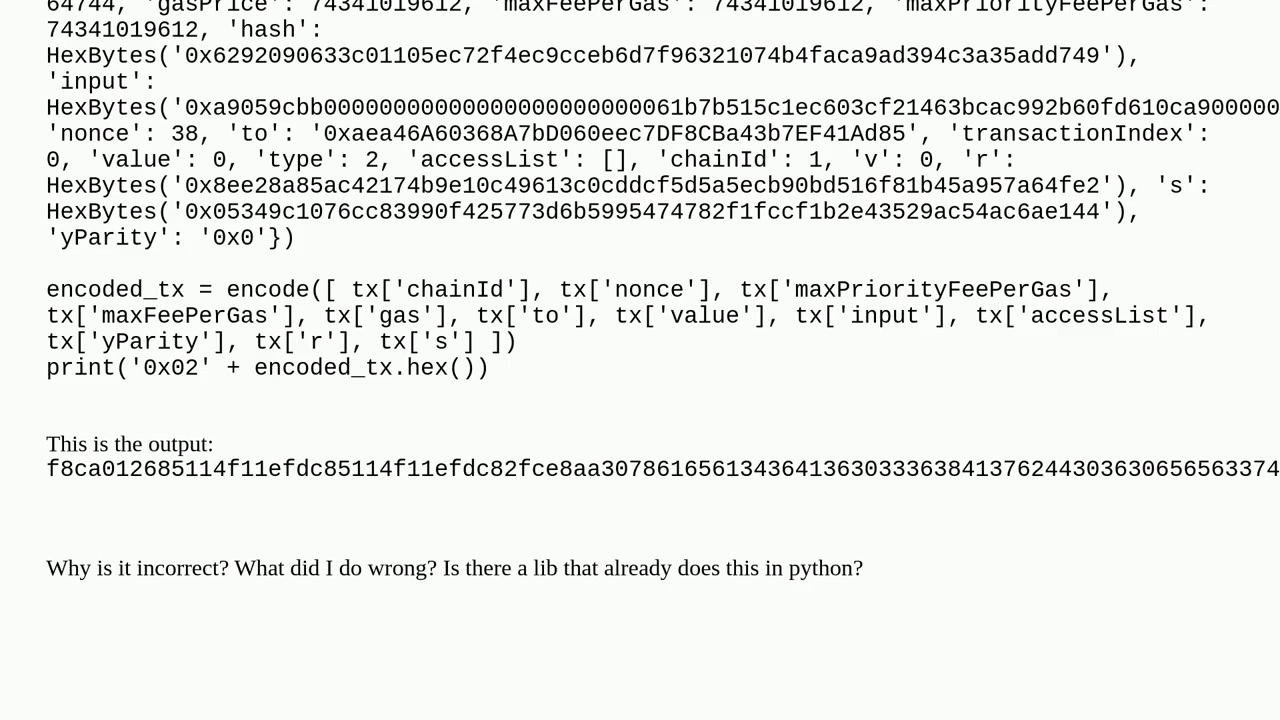 64744, 'gasPrice': 74341019612, 'maxFeePerGas': 74341019612, 'maxPriorityFeePerGas':
74341019612, 'hash':
HexBytes('0x6292090633c01105ec72f4ec9cceb6d7f96321074b4faca9ad394c3a35add749'),
'input':
HexBytes('0xa9059cbb00000000000000000000000061b7b515c1ec603cf21463bcac992b60fd610ca900000
'nonce': 38, 'to': '0xaea46A60368A7bD060eec7DF8CBa43b7EF41Ad85', 'transactionIndex':
0, 'value': 0, 'type': 2, 'accessList': [], 'chainId': 1, 'v': 0, 'r':
HexBytes('0x8ee28a85ac42174b9e10c49613c0cddcf5d5a5ecb90bd516f81b45a957a64fe2'), 's':
HexBytes('0x05349c1076cc83990f425773d6b5995474782f1fccf1b2e43529ac54ac6ae144'),
'yParity': '0x0'})
encoded_tx = encode([ tx['chainId'], tx['nonce'], tx['maxPriorityFeePerGas'],
tx['maxFeePerGas'], tx['gas'], tx['to'], tx['value'], tx['input'], tx['accessList'],
tx['yParity'], tx['r'], tx['s'] ])
print('0x02' + encoded_tx.hex())
This is the output:
f8ca012685114f11efdc85114f11efdc82fce8aa307861656134364136303336384137624430363065656563374
Why is it incorrect? What did I do wrong? Is there a lib that already does this in python?